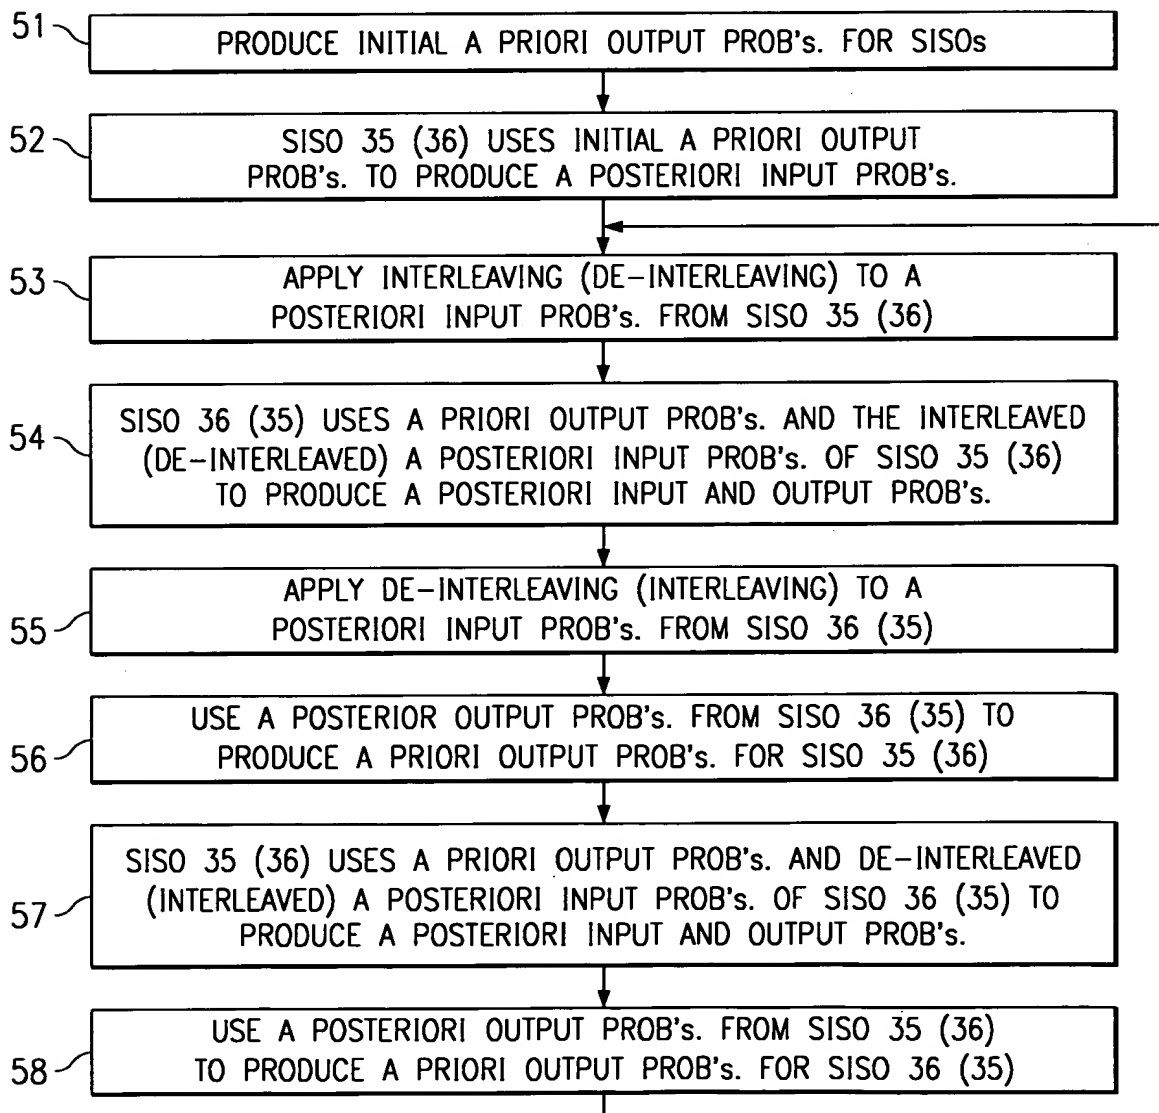 51
PRODUCE INITIAL A PRIORI OUTPUT PROB's. FOR SISOs
52
SISO 35 (36) USES INITIAL A PRIORI OUTPUT
PROB's. TO PRODUCE A POSTERIORI INPUT PROB's.
53
APPLY INTERLEAVING (DE-INTERLEAVING) TO A
POSTERIORI INPUT PROB's. FROM SISO 35 (36)
54
SISO 36 (35) USES A PRIORI OUTPUT PROB's. AND THE INTERLEAVED
(DE-INTERLEAVED) A POSTERIORI INPUT PROB's. OF SISO 35 (36)
TO PRODUCE A POSTERIORI INPUT AND OUTPUT PROB's.
55
APPLY DE-INTERLEAVING (INTERLEAVING) TO A
POSTERIORI INPUT PROB's. FROM SISO 36 (35)
56
USE A POSTERIOR OUTPUT PROB's. FROM SISO 36 (35) TO
PRODUCE A PRIORI OUTPUT PROB's. FOR SISO 35 (36)
57
SISO 35 (36) USES A PRIORI OUTPUT PROB's. AND DE-INTERLEAVED
(INTERLEAVED) A POSTERIORI INPUT PROB's. OF SISO 36 (35) TO
PRODUCE A POSTERIORI INPUT AND OUTPUT PROB's.
58
USE A POSTERIORI OUTPUT PROB's. FROM SISO 35 (36)
TO PRODUCE A PRIORI OUTPUT PROB's. FOR SISO 36 (35)